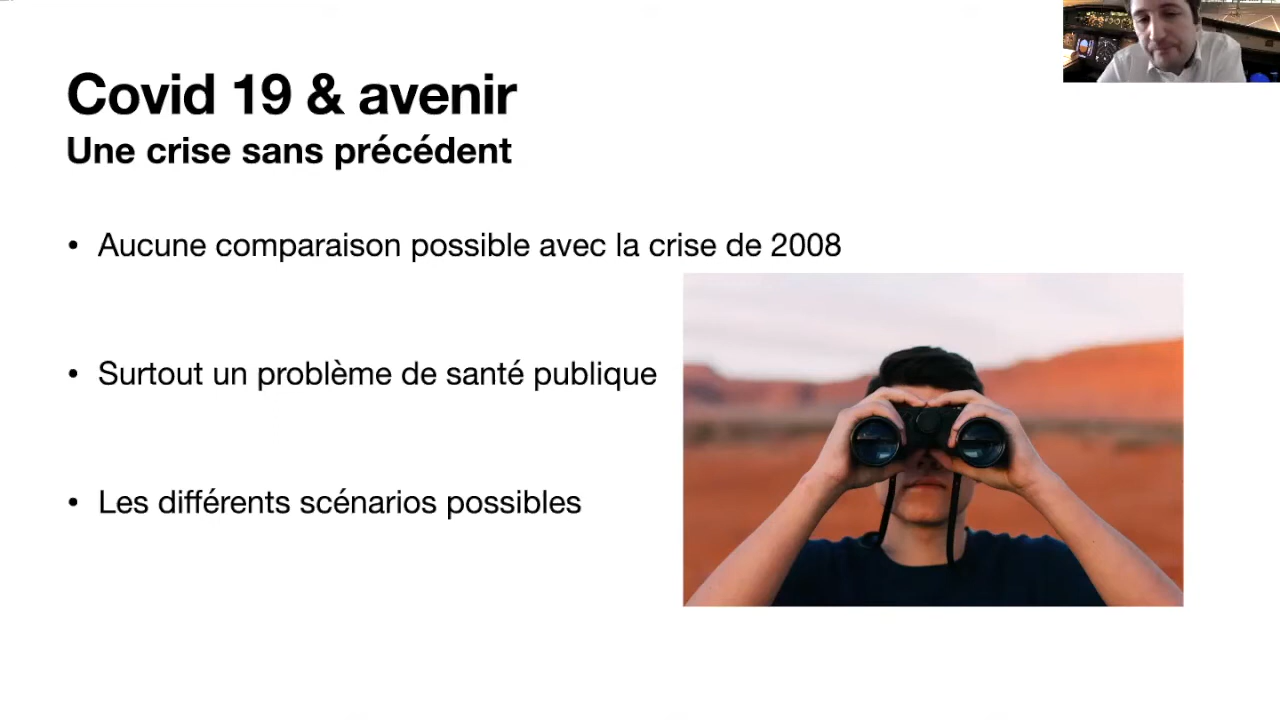 Covid 19 & avenir
Une crise sans précédent
• Aucune comparaison possible avec la crise de 2008
• Surtout un problème de santé publique
• Les différents scénarios possibles